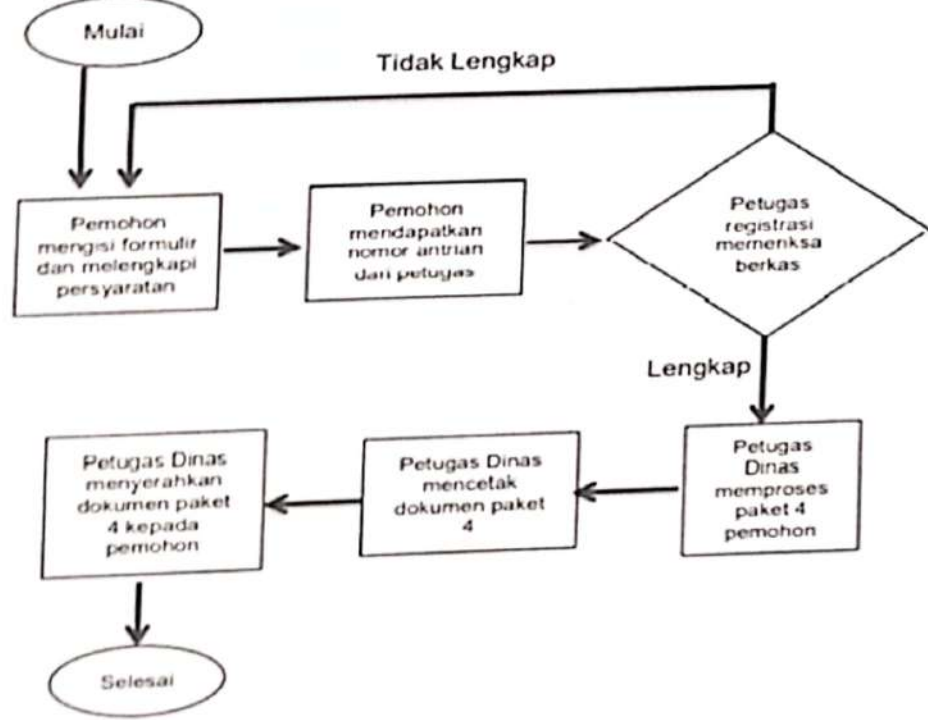 Mulai
Tidak Lengkap
Pemohon
mengisi formulir
dan melengkapi
persyaratan
Pemohon
mendapatkan
nomor antrian
dari petugas
Petugas
registrasi
memeriksa
berkas
Lengkap
Petugas Dinas
menyerahkan
dokumen paket
4 kepada
pemohon
Petugas Dinas
mencetak
dokumen paket
4
Petugas
Dinas
memproses
paket 4
pemohon
Selesai